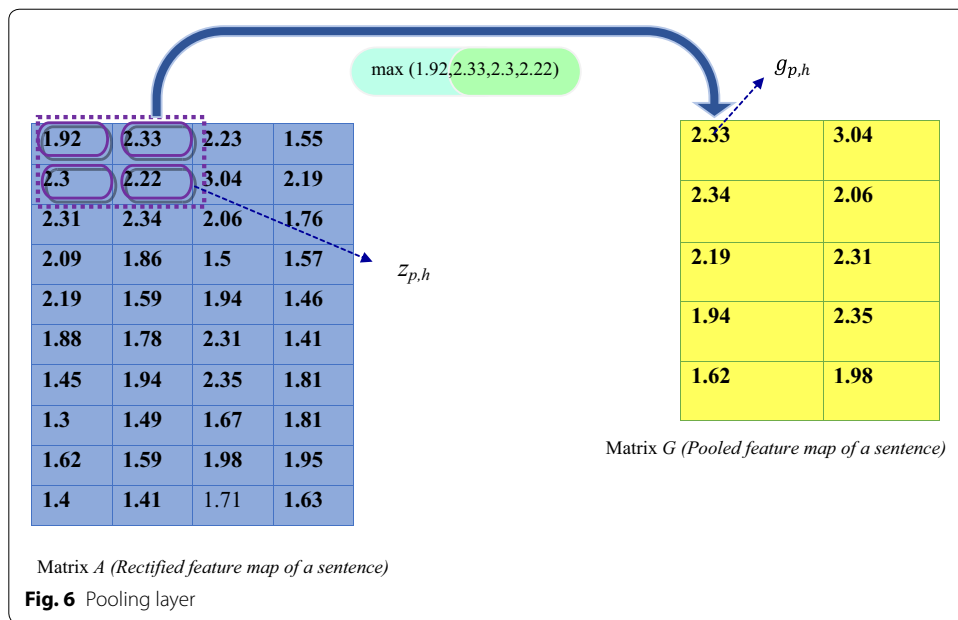 max (1.92,2.33,2.3,2.22)
g_{p,h}
1.92 2.33 2.23 1.55
2.3 2.22 3.04 2.19
2.31 2.34 2.06 1.76
2.09 1.86 1.5 1.57
2.19 1.59 1.94 1.46
1.88 1.78 2.31 1.41
1.45 1.94 2.35 1.81
1.3 1.49 1.67 1.81
1.62 1.59 1.98 1.95
1.4 1.41 1.71 1.63
z_{p,h}
2.33 3.04
2.34 2.06
2.19 2.31
1.94 2.35
1.62 1.98
Matrix G (Pooled feature map of a sentence)
Matrix A (Rectified feature map of a sentence)
Fig. 6 Pooling layer